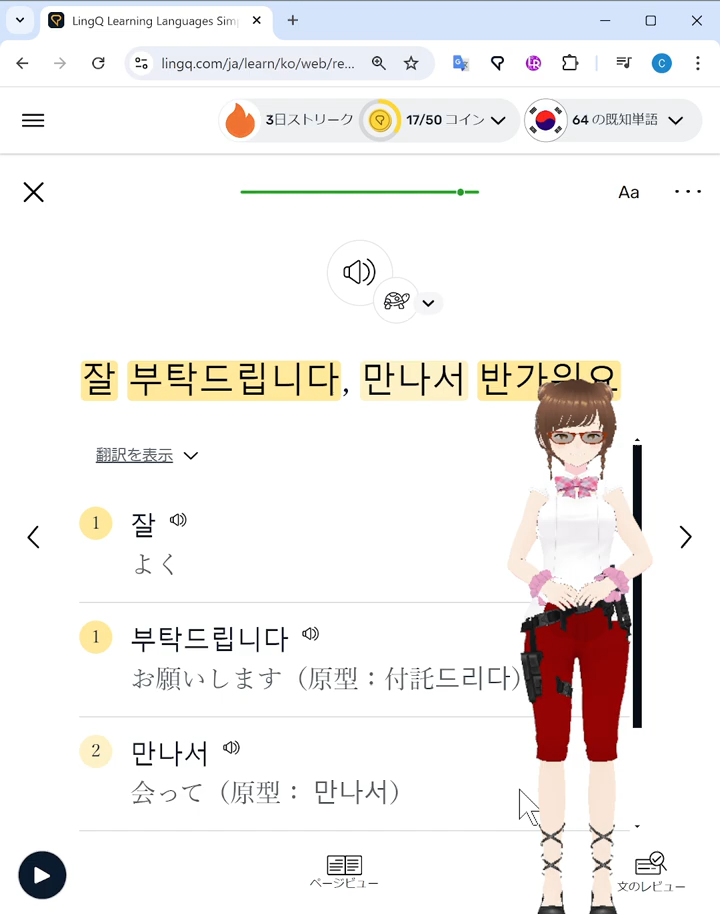 LingQ Learning Languages Sim
lingq.com/ja/learn/ko/web/re...
C
3日ストリーク 17/50 コイン 64 の既知単語
Aa
잘 부탁드립니다, 만나서 반가워요
翻訳を表示
1 잘
よく
1 부탁드립니다
お願いします（原型：付託드리다）
2 만나서
会って（原型： 만나서）
ページビュー
文のレビュー